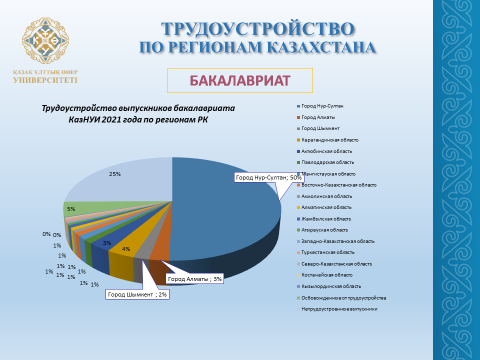 ТРУДОУСТРОЙСТВО
ПО РЕГИОНАМ КАЗАХСТАНА
ҚАЗАҚ ҰЛТТЫҚ ӨНЕР
УНИВЕРСИТЕТІ
БАКАЛАВРИАТ
Трудоустройство выпускников бакалавриата
КазНУИ 2021 года по регионам РК
25%
5%
0% 0%
1%
1%
1% 1%
1% 1% 1% 1%
1% 1%
3%
4%
Город Нур-Султан; 50%
Город Алматы ; 3%
Город Шымкент ; 2%
Город Нур-Султан
Город Алматы
Город Шымкент
Карагандинская область
Актюбинская область
Павлодарская область
Мангистауская область
Восточно-Казахстанская область
Акмолинская область
Алматинская область
Жамбылская область
Атырауская область
Западно-Казахстанская область
Туркестанская область
Северо-Казахстанская область
Костанайская область
Кызылординская область
Освобожденное от трудоустройства
Нетрудоустроенные выпускники